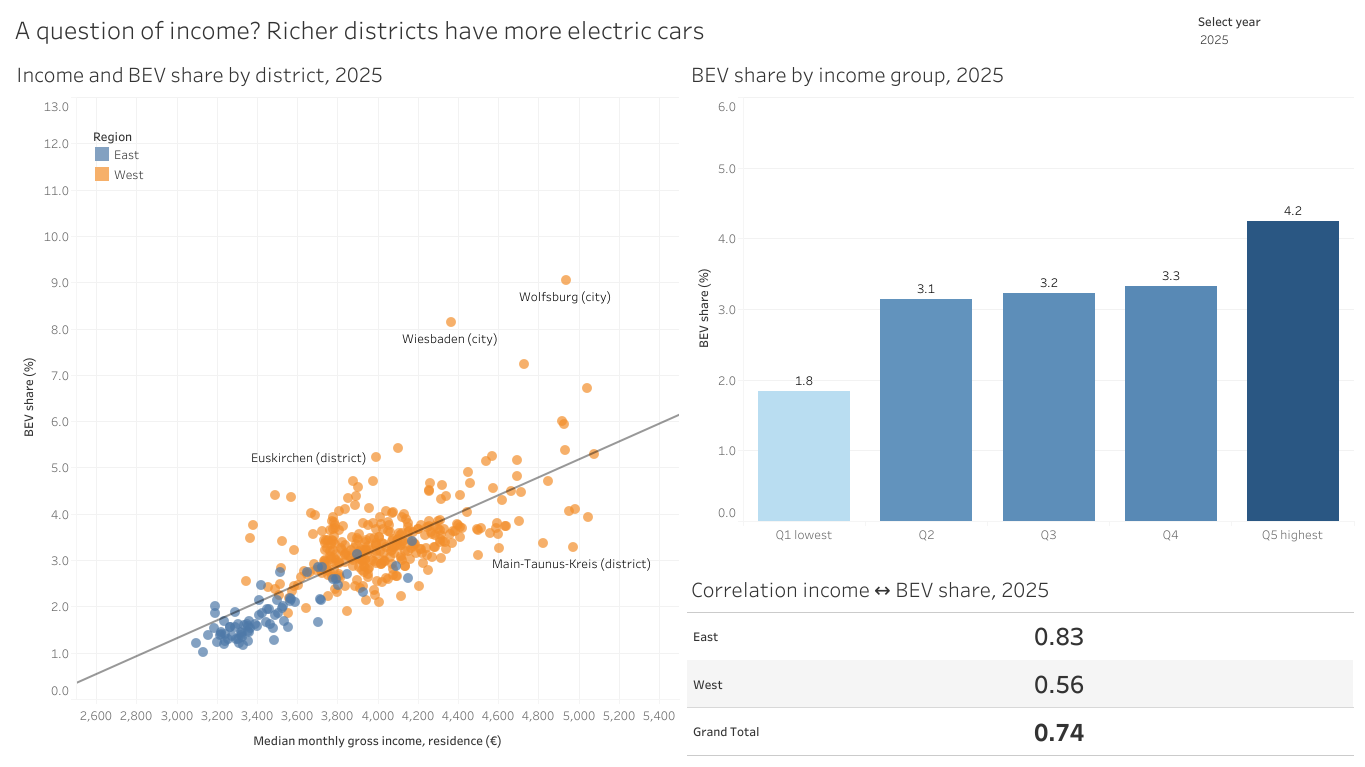 A question of income? Richer districts have more electric cars
Select year
2025
Income and BEV share by district, 2025
13.0
12.0
11.0
10.0
9.0
8.0
7.0
6.0
5.0
4.0
3.0
2.0
1.0
0.0
BEV share (%)
Region
East
West
Wolfsburg (city)
Wiesbaden (city)
Euskirchen (district)
Main-Taunus-Kreis (district)
2,600 2,800 3,000 3,200 3,400 3,600 3,800 4,000 4,200 4,400 4,600 4,800 5,000 5,200 5,400
Median monthly gross income, residence (€)
BEV share by income group, 2025
6.0
5.0
4.0
3.0
2.0
1.0
0.0
BEV share (%)
1.8
3.1
3.2
3.3
4.2
Q1 lowest Q2 Q3 Q4 Q5 highest
Correlation income ↔ BEV share, 2025
East 0.83
West 0.56
Grand Total 0.74